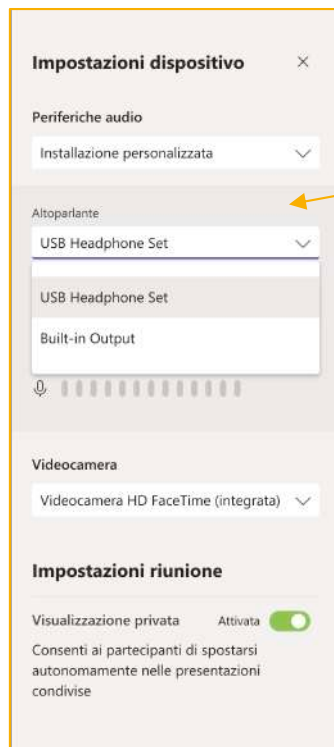 Impostazioni dispositivo
Periferiche audio
Installazione personalizzata
Altoparlante
USB Headphone Set
USB Headphone Set
Built-in Output
Videocamera
Videocamera HD FaceTime (integrata)
Impostazioni riunione
Visualizzazione privata Attivata
Consenti ai partecipanti di spostarsi
autonomamente nelle presentazioni
condivise